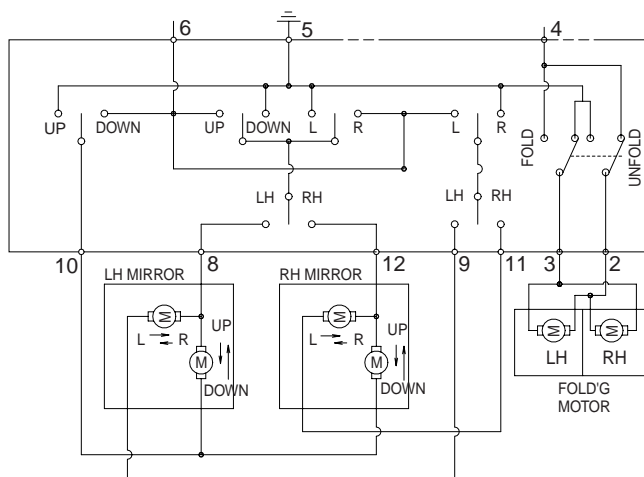 6 5 4
UP DOWN UP DOWN L R L R FOLD UNFOLD
LH RH LH RH
10 8 12 9 11 3 2
LH MIRROR RH MIRROR
M M M M
L R UP L R UP LH RH
M M
DOWN DOWN FOLD'G
MOTOR